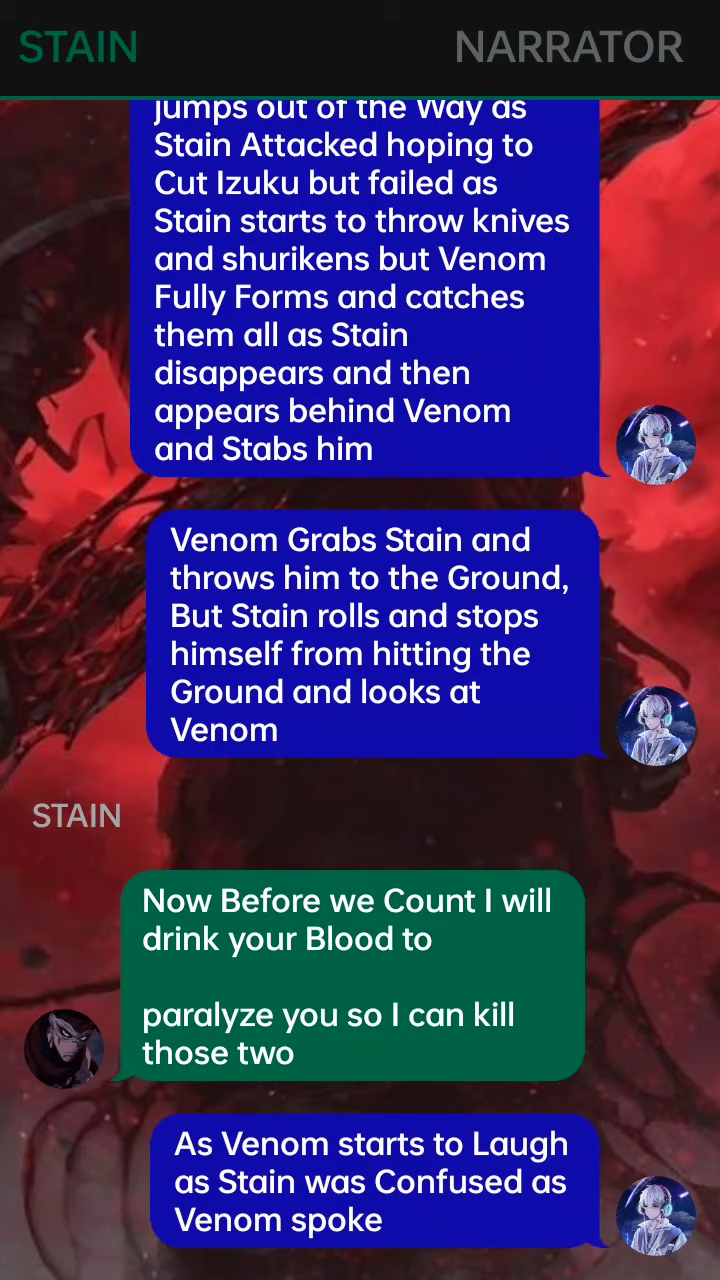 STAIN
NARRATOR
jumps out of the Way as
Stain Attacked hoping to
Cut Izuku but failed as
Stain starts to throw knives
and shurikens but Venom
Fully Forms and catches
them all as Stain
disappears and then
appears behind Venom
and Stabs him
Venom Grabs Stain and
throws him to the Ground,
But Stain rolls and stops
himself from hitting the
Ground and looks at
Venom
STAIN
Now Before we Count I will
drink your Blood to
paralyze you so I can kill
those two
As Venom starts to Laugh
as Stain was Confused as
Venom spoke